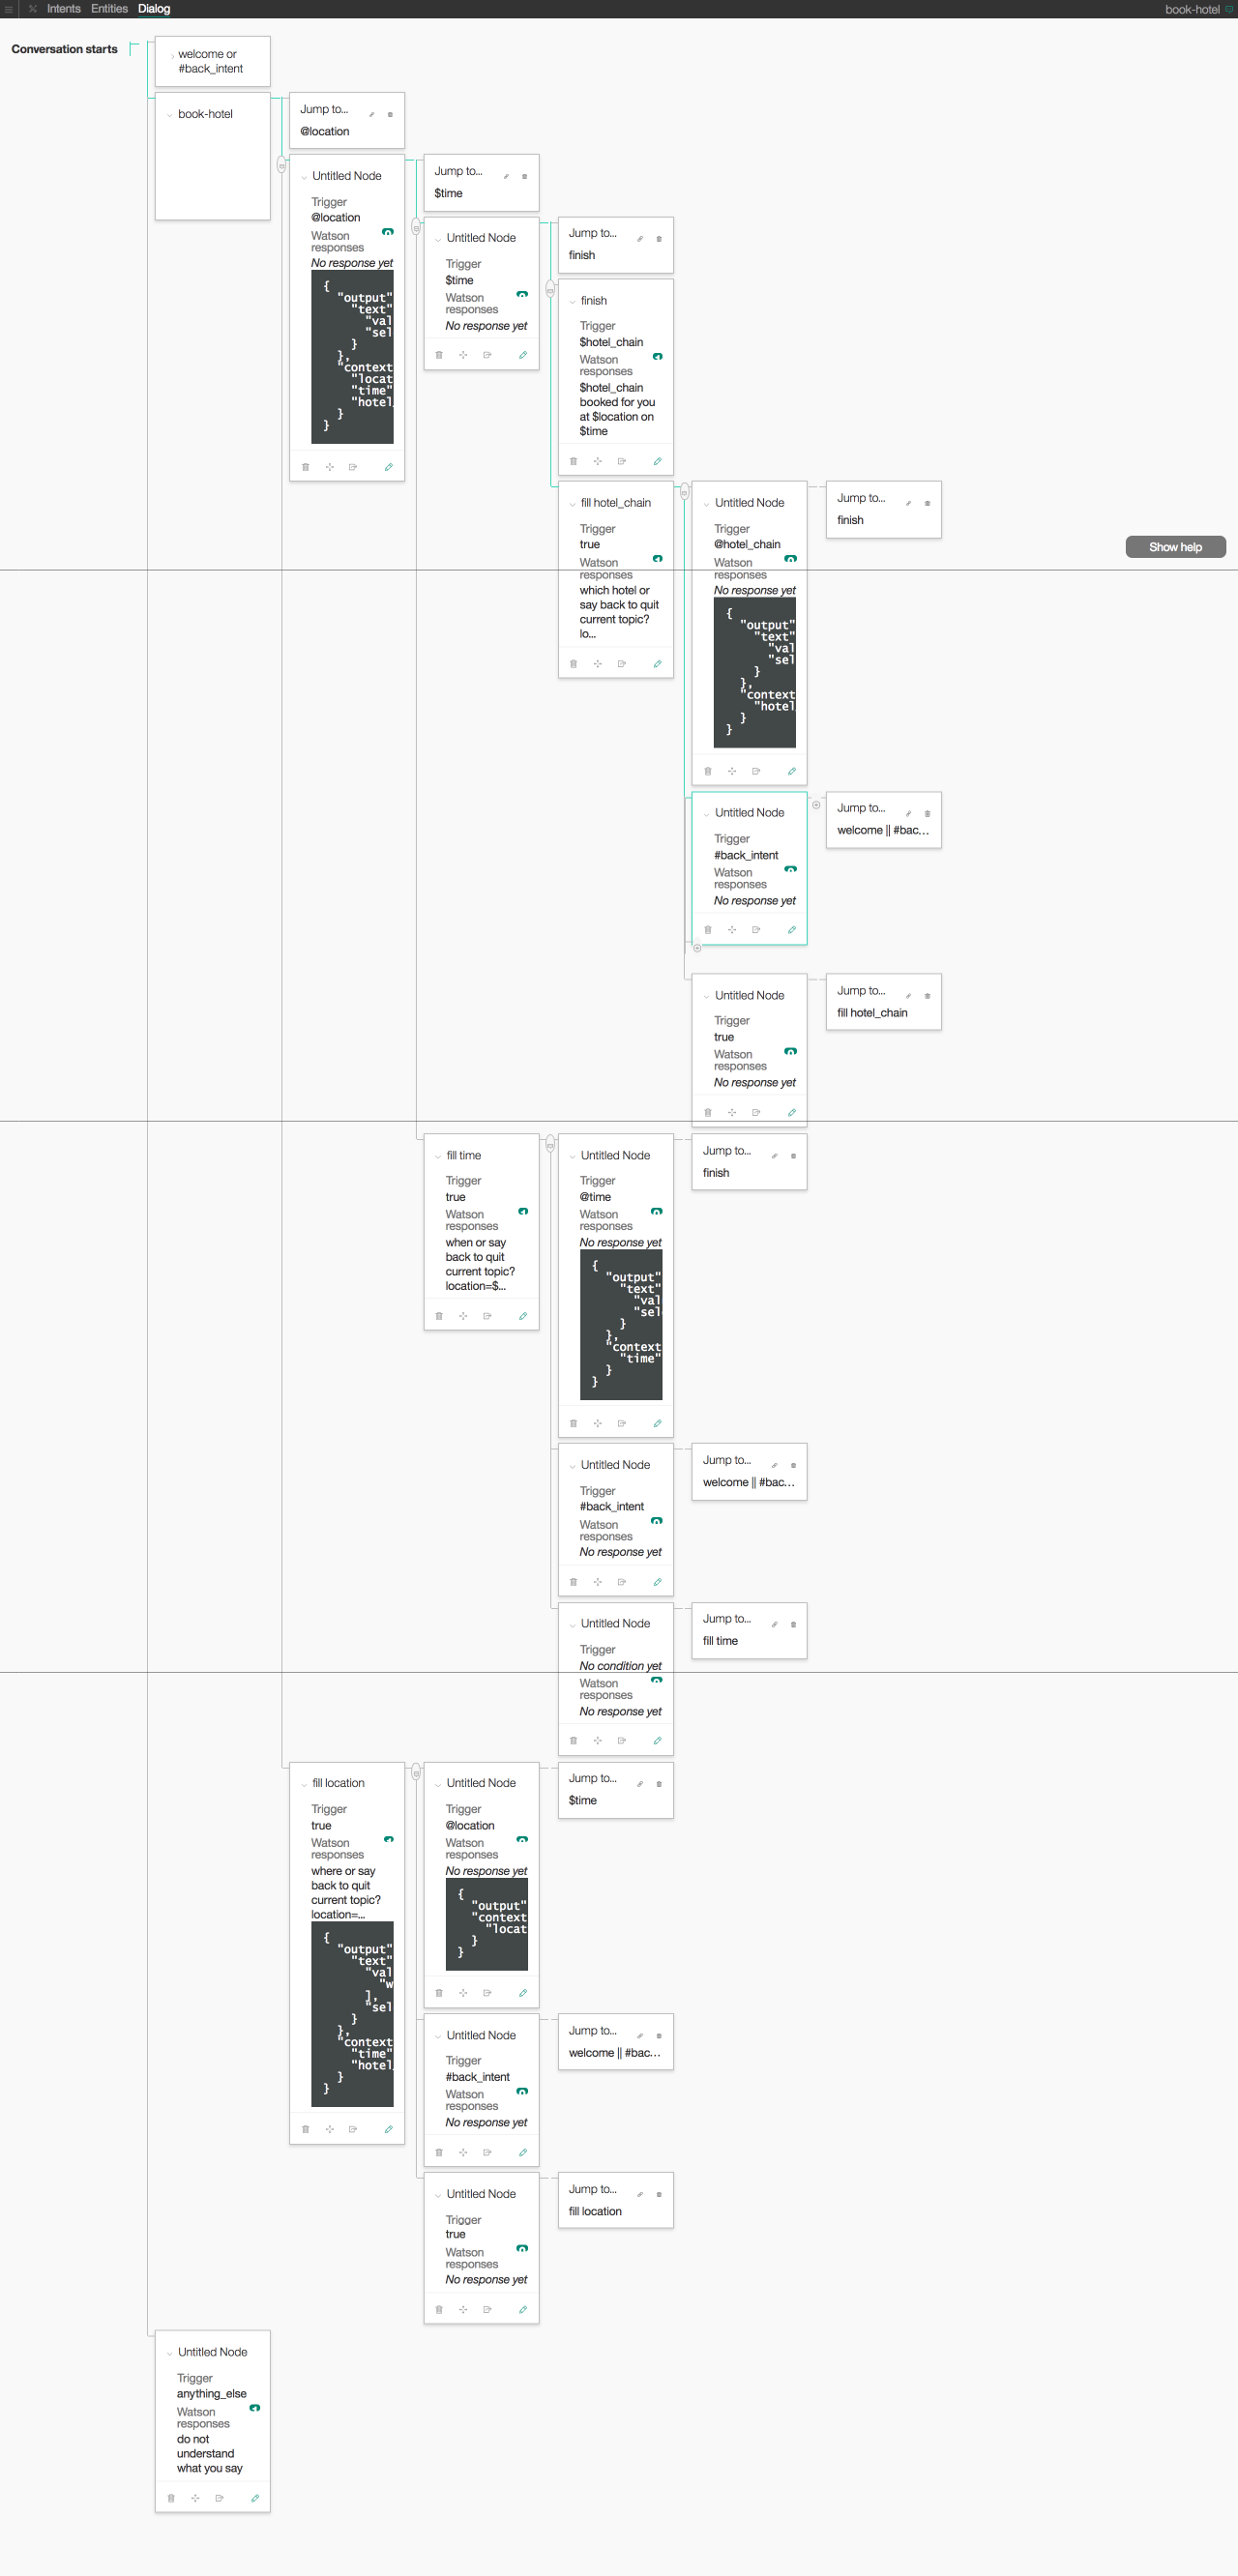 Intents Entities Dialog
book-hotel
Conversation starts
welcome or
#back_intent
book-hotel
Jump to...
@location
Untitled Node
Trigger
@location
Watson
responses
No response yet
{
"output"
"text"
"val
"sel
}
},
"context
"locat
"time"
"hotel
}
}
Jump to...
$time
Untitled Node
Trigger
$time
Watson
responses
No response yet
Jump to...
finish
finish
Trigger
$hotel_chain
Watson
responses
$hotel_chain
booked for you
at $location on
$time
fill hotel_chain
Trigger
true
Watson
responses
which hotel or
say back to quit
current topic?
lo...
Untitled Node
Trigger
@hotel_chain
Watson
responses
No response yet
{
"output"
"text"
"val
"sel
}
},
"context
"hotel
}
}
Jump to...
finish
Show help
Untitled Node
Trigger
#back_intent
Watson
responses
No response yet
Jump to...
welcome || #bac...
Untitled Node
Trigger
true
Watson
responses
No response yet
Jump to...
fill hotel_chain
fill time
Trigger
true
Watson
responses
when or say
back to quit
current topic?
location=$...
Untitled Node
Trigger
@time
Watson
responses
No response yet
{
"output"
"text"
"val
"sel
}
},
"context
"time"
}
}
Jump to...
finish
Untitled Node
Trigger
#back_intent
Watson
responses
No response yet
Jump to...
welcome || #bac...
Untitled Node
Trigger
No condition yet
Watson
responses
No response yet
Jump to...
fill time
fill location
Trigger
true
Watson
responses
where or say
back to quit
current topic?
location=...
{
"output"
"text"
"val
"w
],
"sel
}
},
"context
"time"
"hotel
}
}
Untitled Node
Trigger
@location
Watson
responses
No response yet
{
"output"
"context
"locat
}
}
Jump to...
$time
Untitled Node
Trigger
#back_intent
Watson
responses
No response yet
Jump to...
welcome || #bac...
Untitled Node
Trigger
true
Watson
responses
No response yet
Jump to...
fill location
Untitled Node
Trigger
anything_else
Watson
responses
do not
understand
what you say